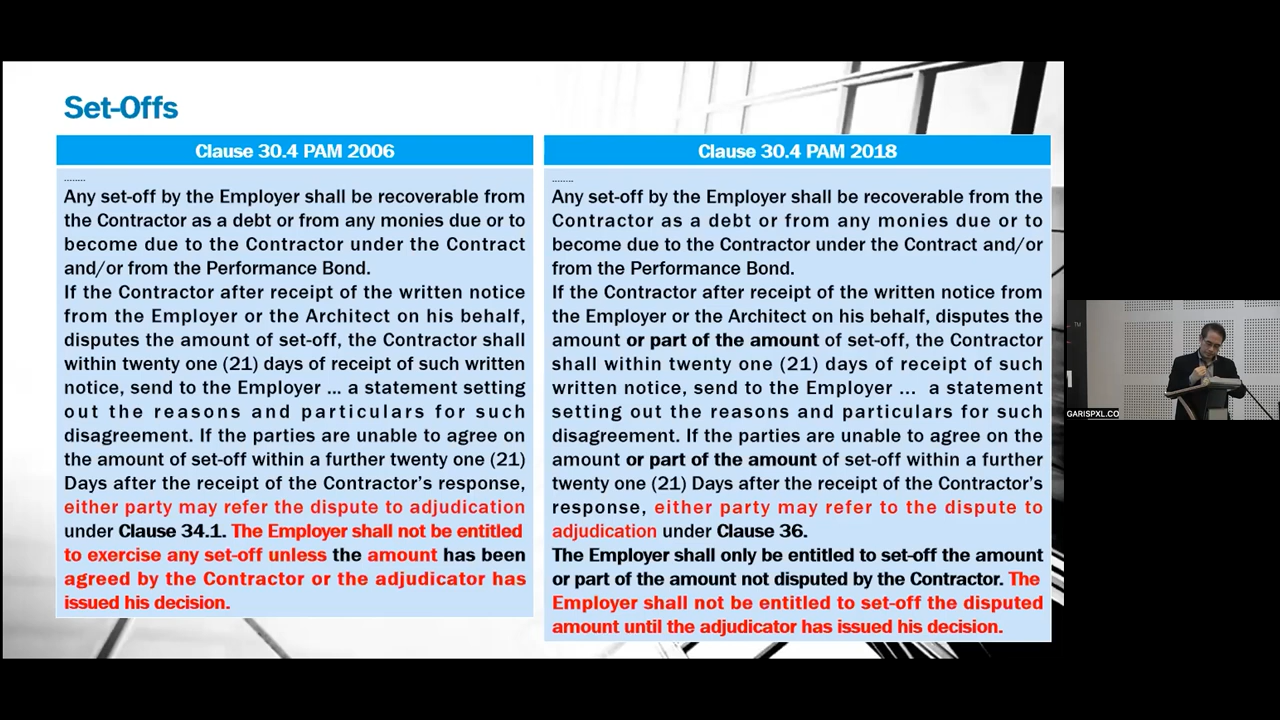 Set-Offs
Clause 30.4 PAM 2006
........
Any set-off by the Employer shall be recoverable from
the Contractor as a debt or from any monies due or to
become due to the Contractor under the Contract
and/or from the Performance Bond.
If the Contractor after receipt of the written notice
from the Employer or the Architect on his behalf,
disputes the amount of set-off, the Contractor shall
within twenty one (21) days of receipt of such written
notice, send to the Employer ... a statement setting
out the reasons and particulars for such
disagreement. If the parties are unable to agree on
the amount of set-off within a further twenty one (21)
Days after the receipt of the Contractor's response,
either party may refer the dispute to adjudication
under Clause 34.1. The Employer shall not be entitled
to exercise any set-off unless the amount has been
agreed by the Contractor or the adjudicator has
issued his decision.
Clause 30.4 PAM 2018
........
Any set-off by the Employer shall be recoverable from the
Contractor as a debt or from any monies due or to
become due to the Contractor under the Contract and/or
from the Performance Bond.
If the Contractor after receipt of the written notice from
the Employer or the Architect on his behalf, disputes the
amount or part of the amount of set-off, the Contractor
shall within twenty one (21) days of receipt of such
written notice, send to the Employer ... a statement
setting out the reasons and particulars for such
disagreement. If the parties are unable to agree on the
amount or part of the amount of set-off within a further
twenty one (21) Days after the receipt of the Contractor's
response, either party may refer to the dispute to
adjudication under Clause 36.
The Employer shall only be entitled to set-off the amount
or part of the amount not disputed by the Contractor. The
Employer shall not be entitled to set-off the disputed
amount until the adjudicator has issued his decision.
TM
GARISPXL.CO